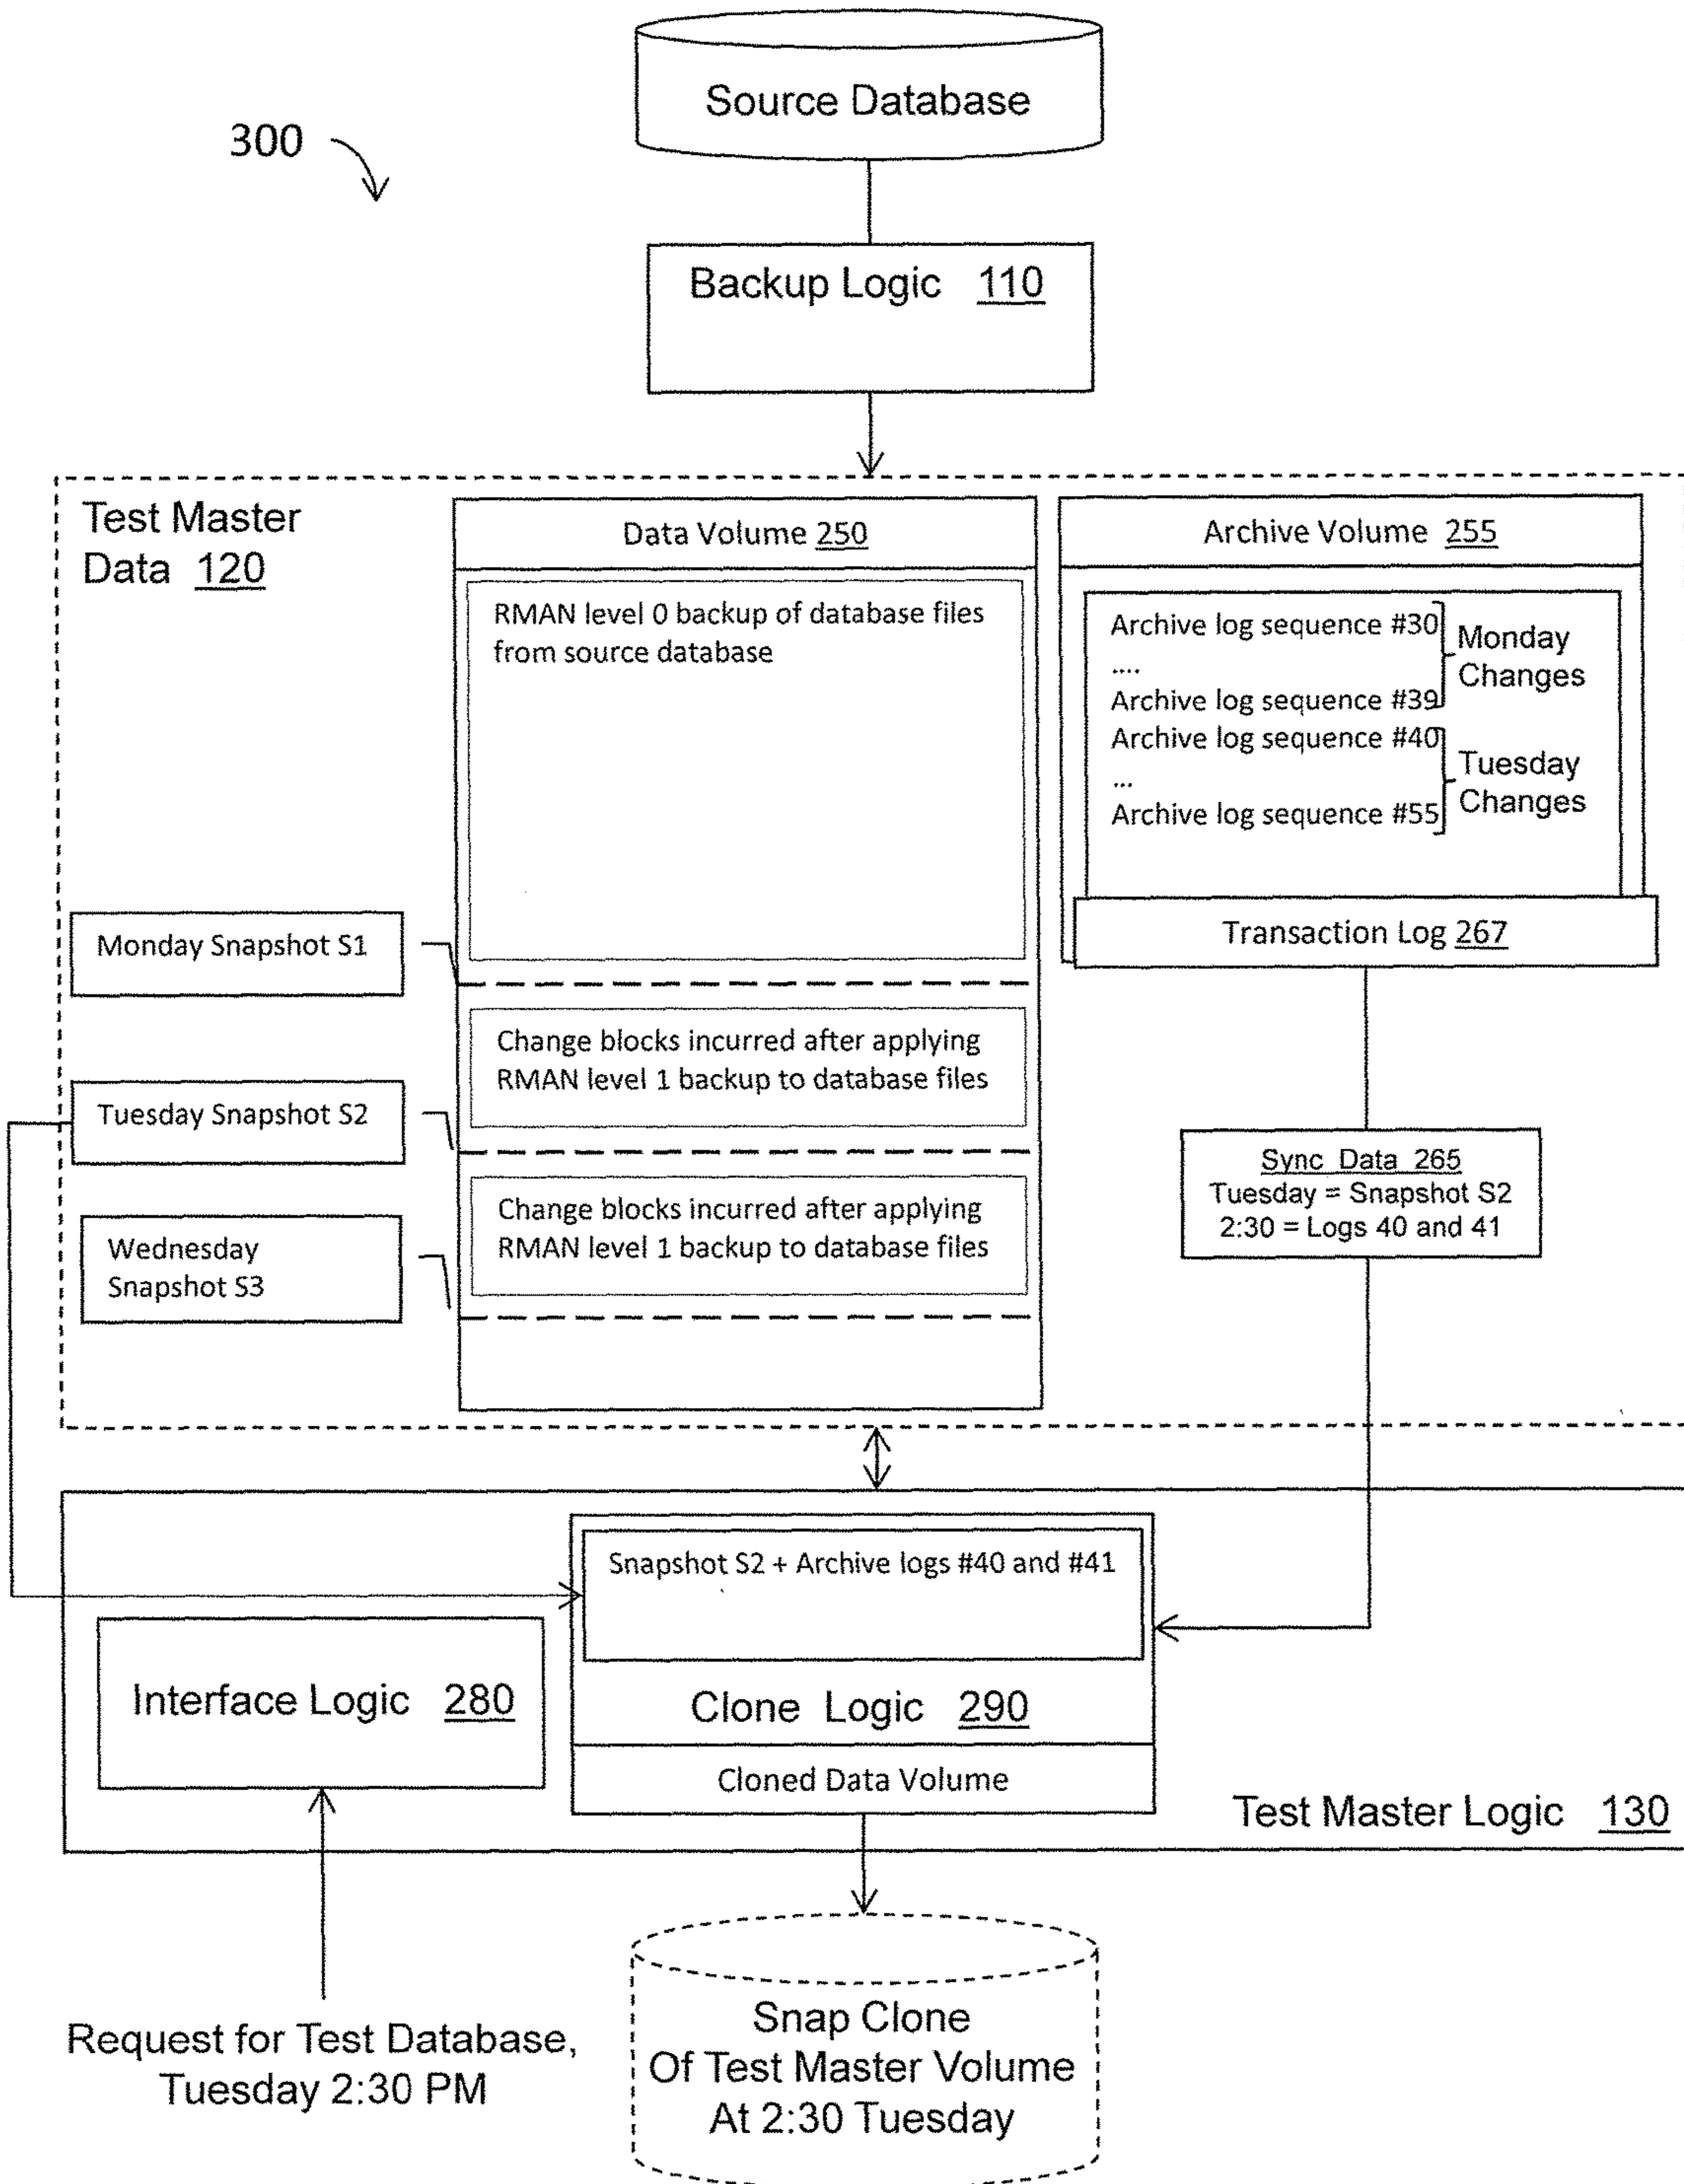 Source Database
300
Backup Logic 110
Test Master
Data 120
Data Volume 250
RMAN level 0 backup of database files
from source database
Archive Volume 255
Archive log sequence #30
....
Archive log sequence #39
Monday
Changes
Archive log sequence #40
...
Archive log sequence #55
Tuesday
Changes
Transaction Log 267
Monday Snapshot S1
Change blocks incurred after applying
RMAN level 1 backup to database files
Tuesday Snapshot S2
Sync Data 265
Tuesday = Snapshot S2
2:30 = Logs 40 and 41
Change blocks incurred after applying
RMAN level 1 backup to database files
Wednesday
Snapshot S3
Snapshot S2 + Archive logs #40 and #41
Interface Logic 280
Clone Logic 290
Cloned Data Volume
Test Master Logic 130
Request for Test Database,
Tuesday 2:30 PM
Snap Clone
Of Test Master Volume
At 2:30 Tuesday